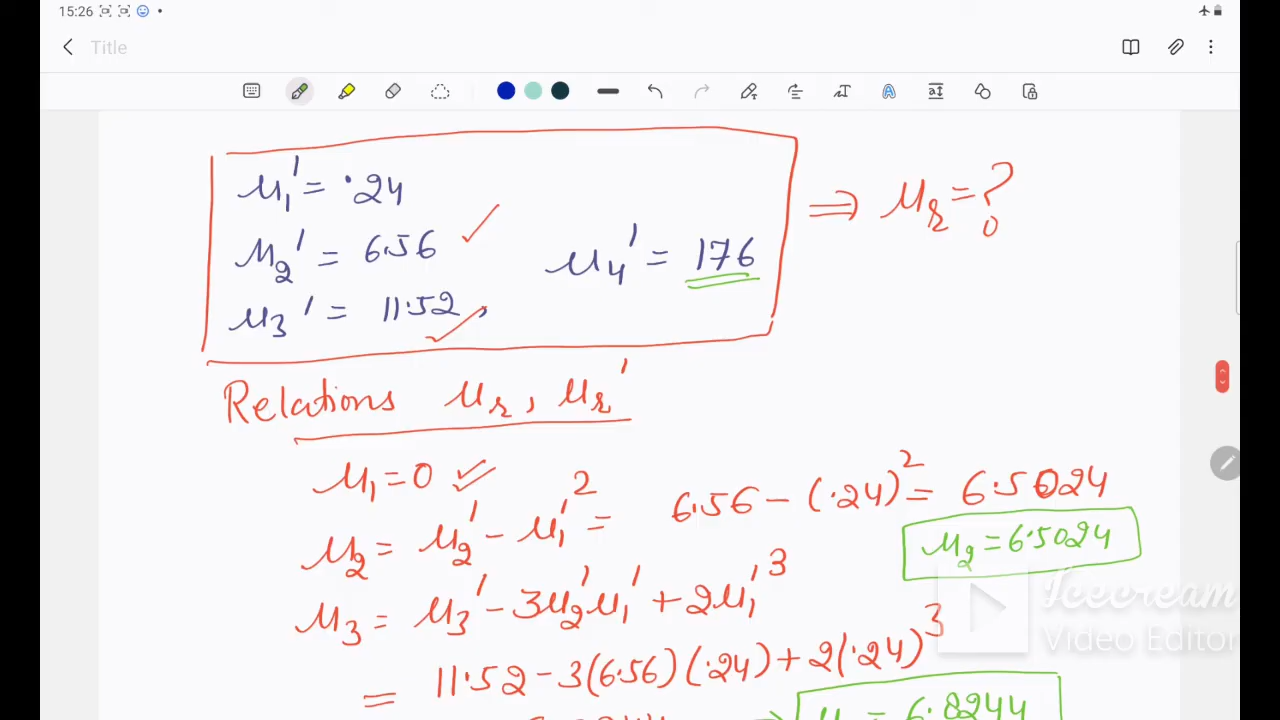 15:26
Title
μ₁' = .24
μ₂' = 6.56
μ₃' = 11.52, μ₄' = 176
⟹ μᵣ = ?
Relations μᵣ, μᵣ'
μ₁ = 0
μ₂ = μ₂' - μ₁'² = 6.56 - (.24)² = 6.5024
μ₂ = 6.5024
μ₃ = μ₃' - 3μ₂'μ₁' + 2μ₁'³
= 11.52 - 3(6.56)(.24) + 2(.24)³
6.8244
Icecream
Video Editor